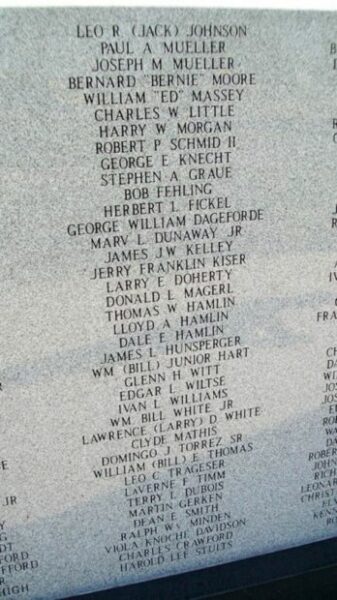 LEO R. (JACK) JOHNSON
PAUL A. MUELLER
JOSEPH M MUELLER
BERNARD "BERNIE" MOORE
WILLIAM "ED" MASSEY
CHARLES W. LITTLE
HARRY W MORGAN
ROBERT P SCHMID II
GEORGE E. KNECHT
STEPHEN A. GRAUE
BOB FEHLING
HERBERT L. FICKEL
GEORGE WILLIAM DAGEFORDE
MARV L. DUNAWAY JR
JAMES J.W KELLEY
JERRY FRANKLIN KISER
LARRY E. DOHERTY
DONALD L. MAGERL
THOMAS W HAMLIN
LLOYD A HAMLIN
DALE E HAMLIN
JAMES L HUNSPERGER
WM (BILL) JUNIOR HART
GLENN H. WITT
EDGAR L. WILTSE
IVAN L WILLIAMS
WM. BILL WHITE JR
LAWRENCE (LARRY) D. WHITE
CLYDE MATHIS
DOMINGO J TORREZ SR
WILLIAM (BILL) E THOMAS
LEO C TRAGESER
LAVERNE F TIMM
TERRY L DUBOIS
MARTIN GERKEN
DEAN E SMITH
RALPH W MINDEN
VIOLA KNOCHE DAVIDSON
CHARLES CRAWFORD
HAROLD LEE STULTS
JR